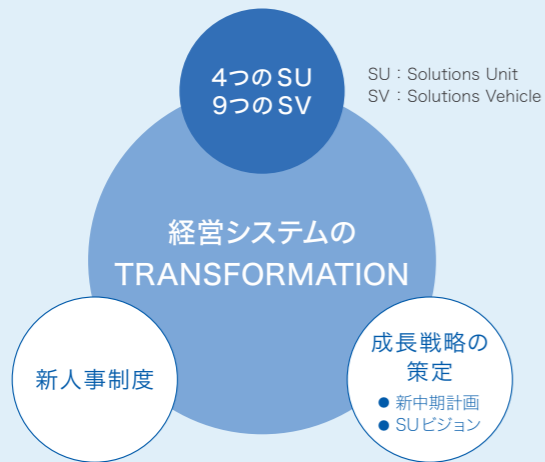 4つのSU
9つのSV
SU：Solutions Unit
SV：Solutions Vehicle
経営システムの
TRANSFORMATION
新人事制度
成長戦略の
策定
● 新中期計画
● SUビジョン